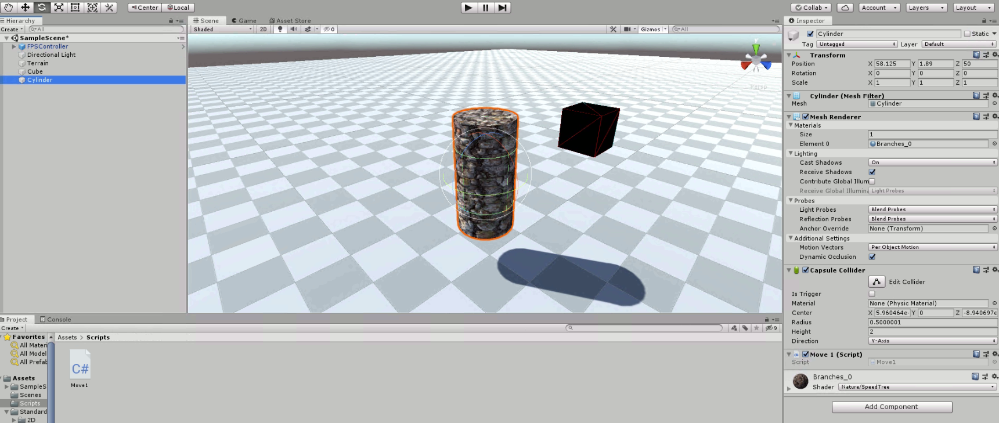 Center Local
Collab Account Layers Layout
Hierarchy
Create All
SampleScene*
FPSController
Directional Light
Terrain
Cube
Cylinder
Scene Game Asset Store
Shaded 2D 0 Gizmos All
y
Persp
Inspector
Cylinder Static
Tag Untagged Layer Default
Transform
Position X 58.125 Y 1.89 Z 50
Rotation X 0 Y 0 Z 0
Scale X 1 Y 1 Z 1
Cylinder (Mesh Filter)
Mesh Cylinder
Mesh Renderer
Materials
Size 1
Element 0 Branches_0
Lighting
Cast Shadows On
Receive Shadows
Contribute Global Illum
Receive Global Illumina Light Probes
Probes
Light Probes Blend Probes
Reflection Probes Blend Probes
Anchor Override None (Transform)
Additional Settings
Motion Vectors Per Object Motion
Dynamic Occlusion
Capsule Collider
Edit Collider
Is Trigger
Material None (Physic Material)
Center X 5.960464e- Y 0 Z -8.940697e
Radius 0.5000001
Height 2
Direction Y-Axis
Move 1 (Script)
Script Move1
Branches_0
Shader Nature/SpeedTree
Add Component
Project Console
Create 9
Favorites
All Materi
All Model
All Prefab
Assets
SampleS
Scenes
Scripts
Standard
2D
Assets > Scripts
C#
Move1